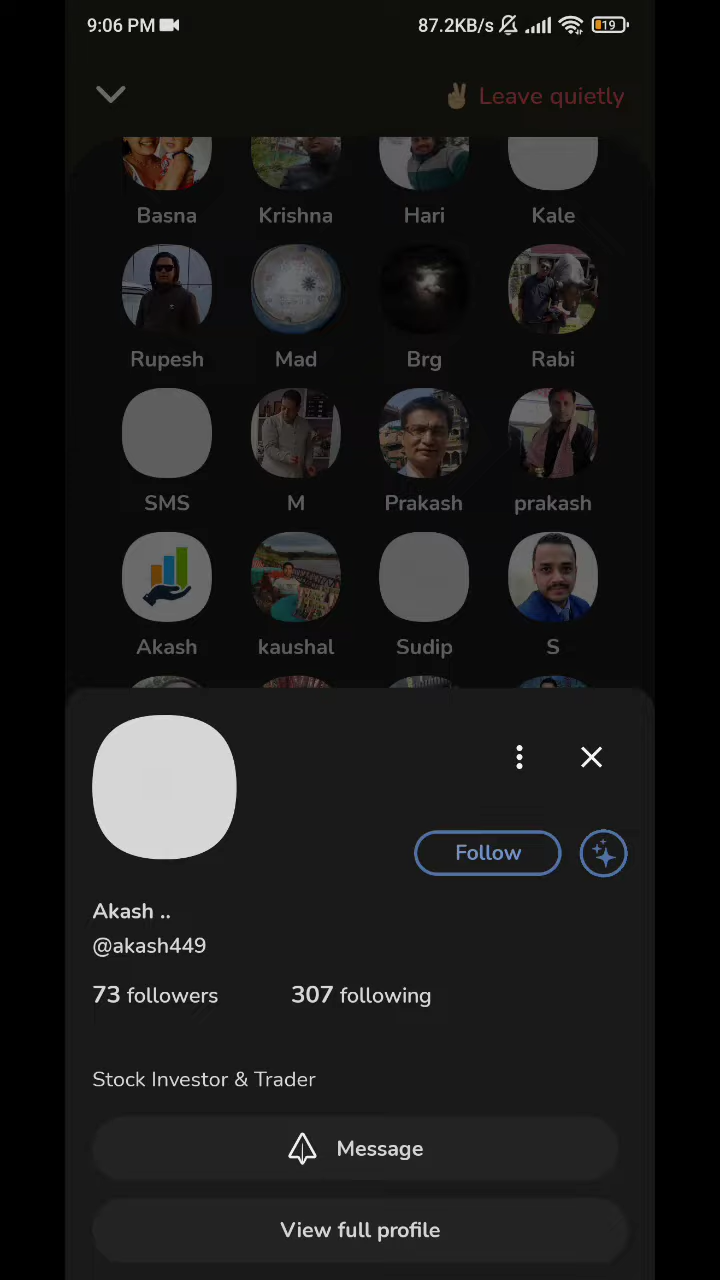 9:06 PM 87.2KB/s 19
✌🏼 Leave quietly
Basna Krishna Hari Kale
Rupesh Mad Brg Rabi
SMS M Prakash prakash
Akash kaushal Sudip S
Follow
Akash ..
@akash449
73 followers 307 following
Stock Investor & Trader
Message
View full profile